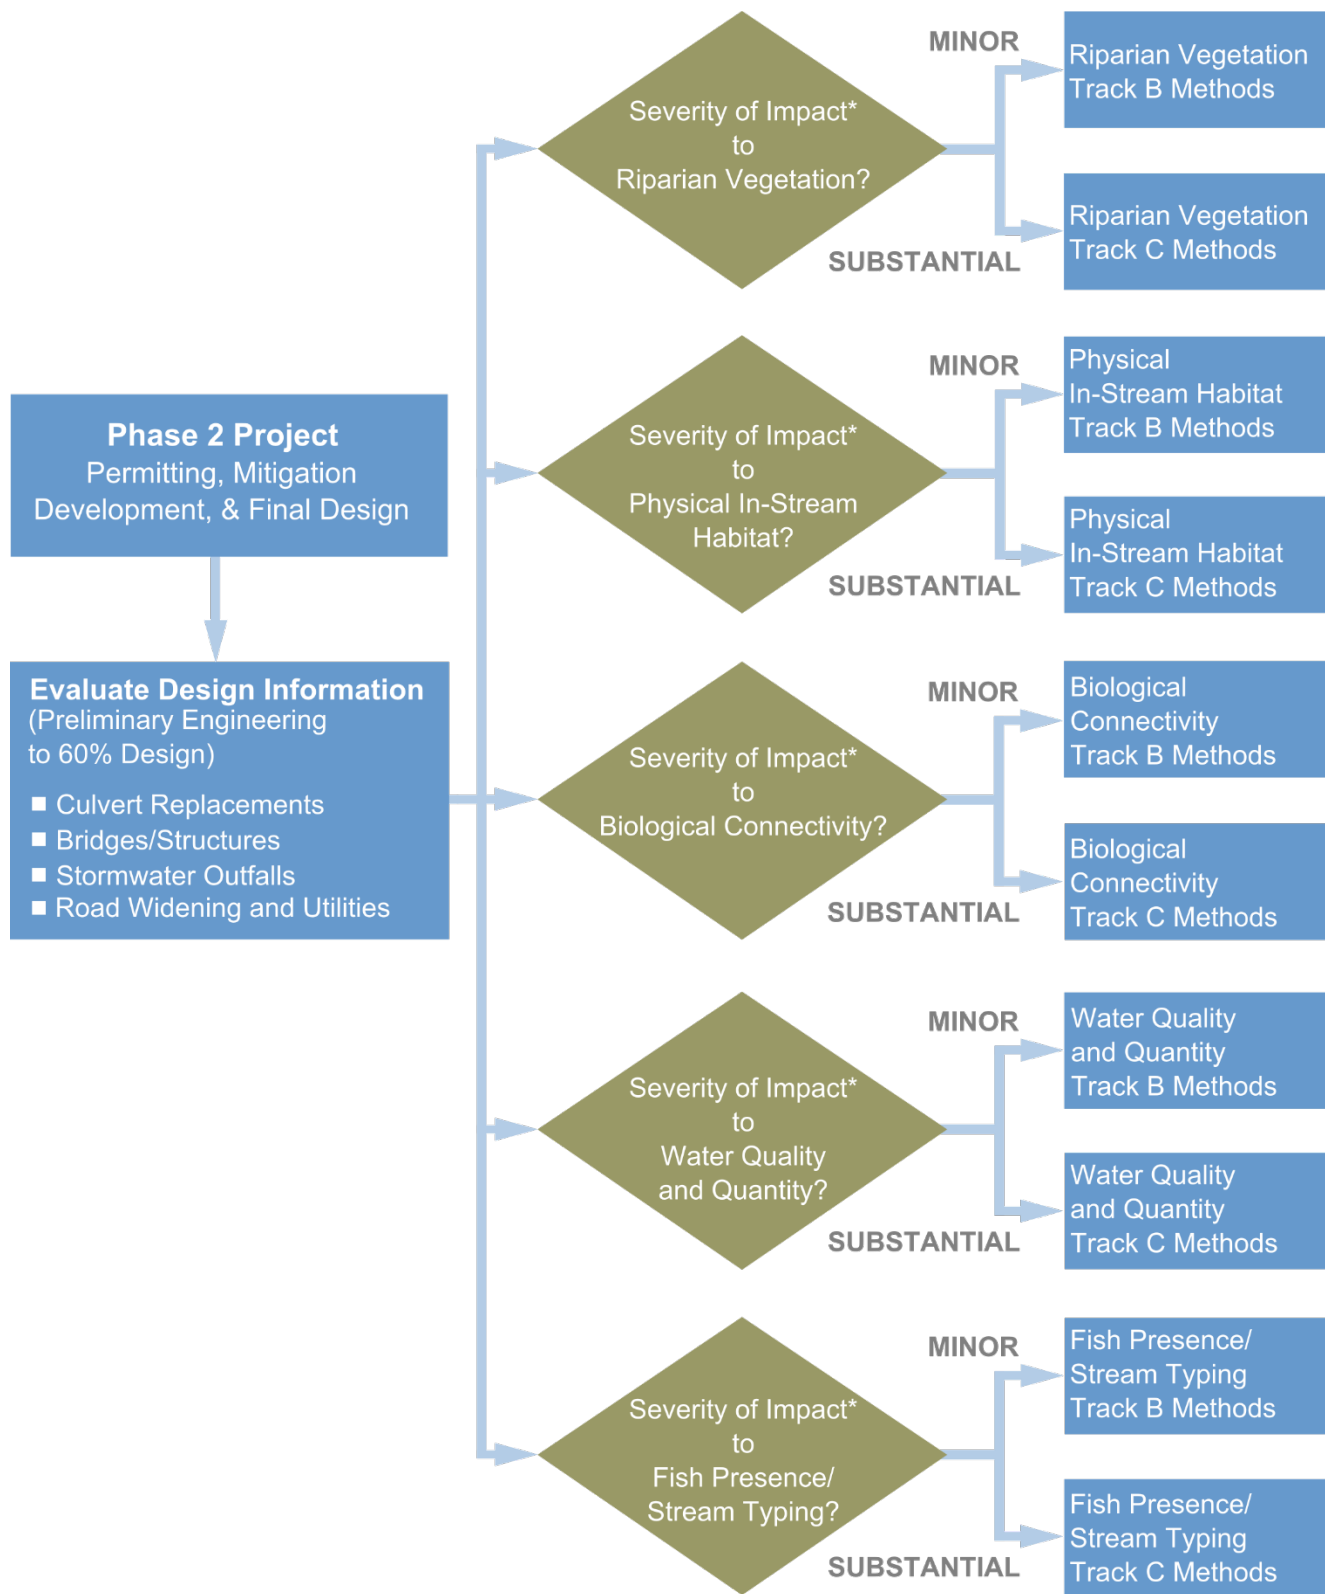 Phase 2 Project
Permitting, Mitigation
Development, & Final Design
Evaluate Design Information
(Preliminary Engineering
to 60% Design)
■ Culvert Replacements
■ Bridges/Structures
■ Stormwater Outfalls
■ Road Widening and Utilities
Severity of Impact*
to
Riparian Vegetation?
MINOR
Riparian Vegetation
Track B Methods
SUBSTANTIAL
Riparian Vegetation
Track C Methods
Severity of Impact*
to
Physical In-Stream
Habitat?
MINOR
Physical
In-Stream Habitat
Track B Methods
SUBSTANTIAL
Physical
In-Stream Habitat
Track C Methods
Severity of Impact*
to
Biological Connectivity?
MINOR
Biological
Connectivity
Track B Methods
SUBSTANTIAL
Biological
Connectivity
Track C Methods
Severity of Impact*
to
Water Quality
and Quantity?
MINOR
Water Quality
and Quantity
Track B Methods
SUBSTANTIAL
Water Quality
and Quantity
Track C Methods
Severity of Impact*
to
Fish Presence/
Stream Typing?
MINOR
Fish Presence/
Stream Typing
Track B Methods
SUBSTANTIAL
Fish Presence/
Stream Typing
Track C Methods